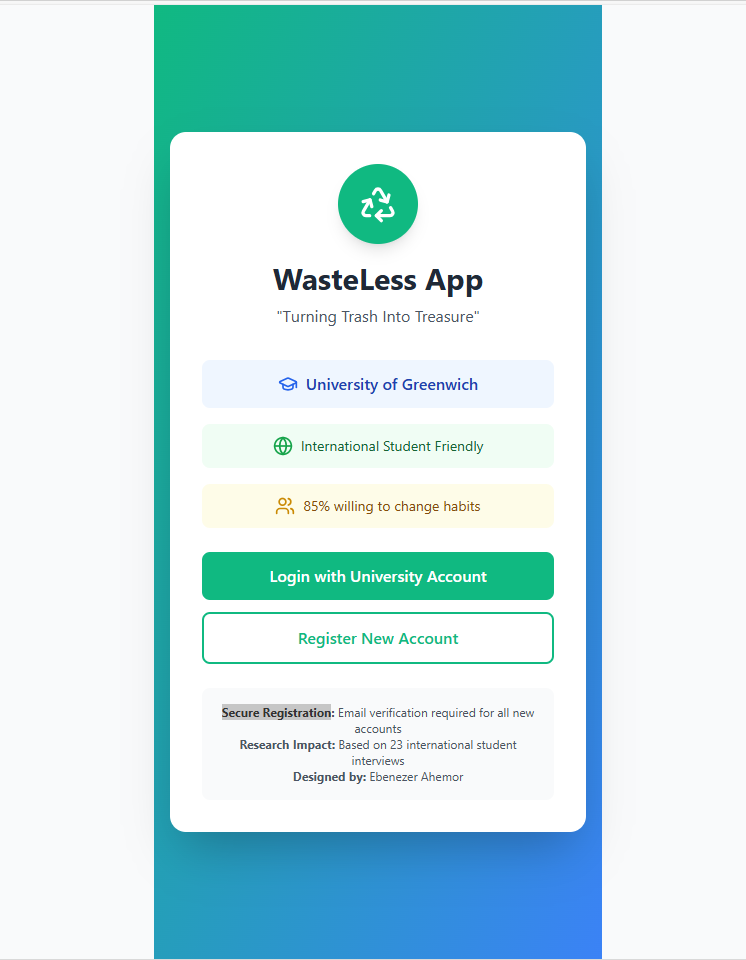 WasteLess App
"Turning Trash Into Treasure"
University of Greenwich
International Student Friendly
85% willing to change habits
Login with University Account
Register New Account
Secure Registration: Email verification required for all new
accounts
Research Impact: Based on 23 international student
interviews
Designed by: Ebenezer Ahemor